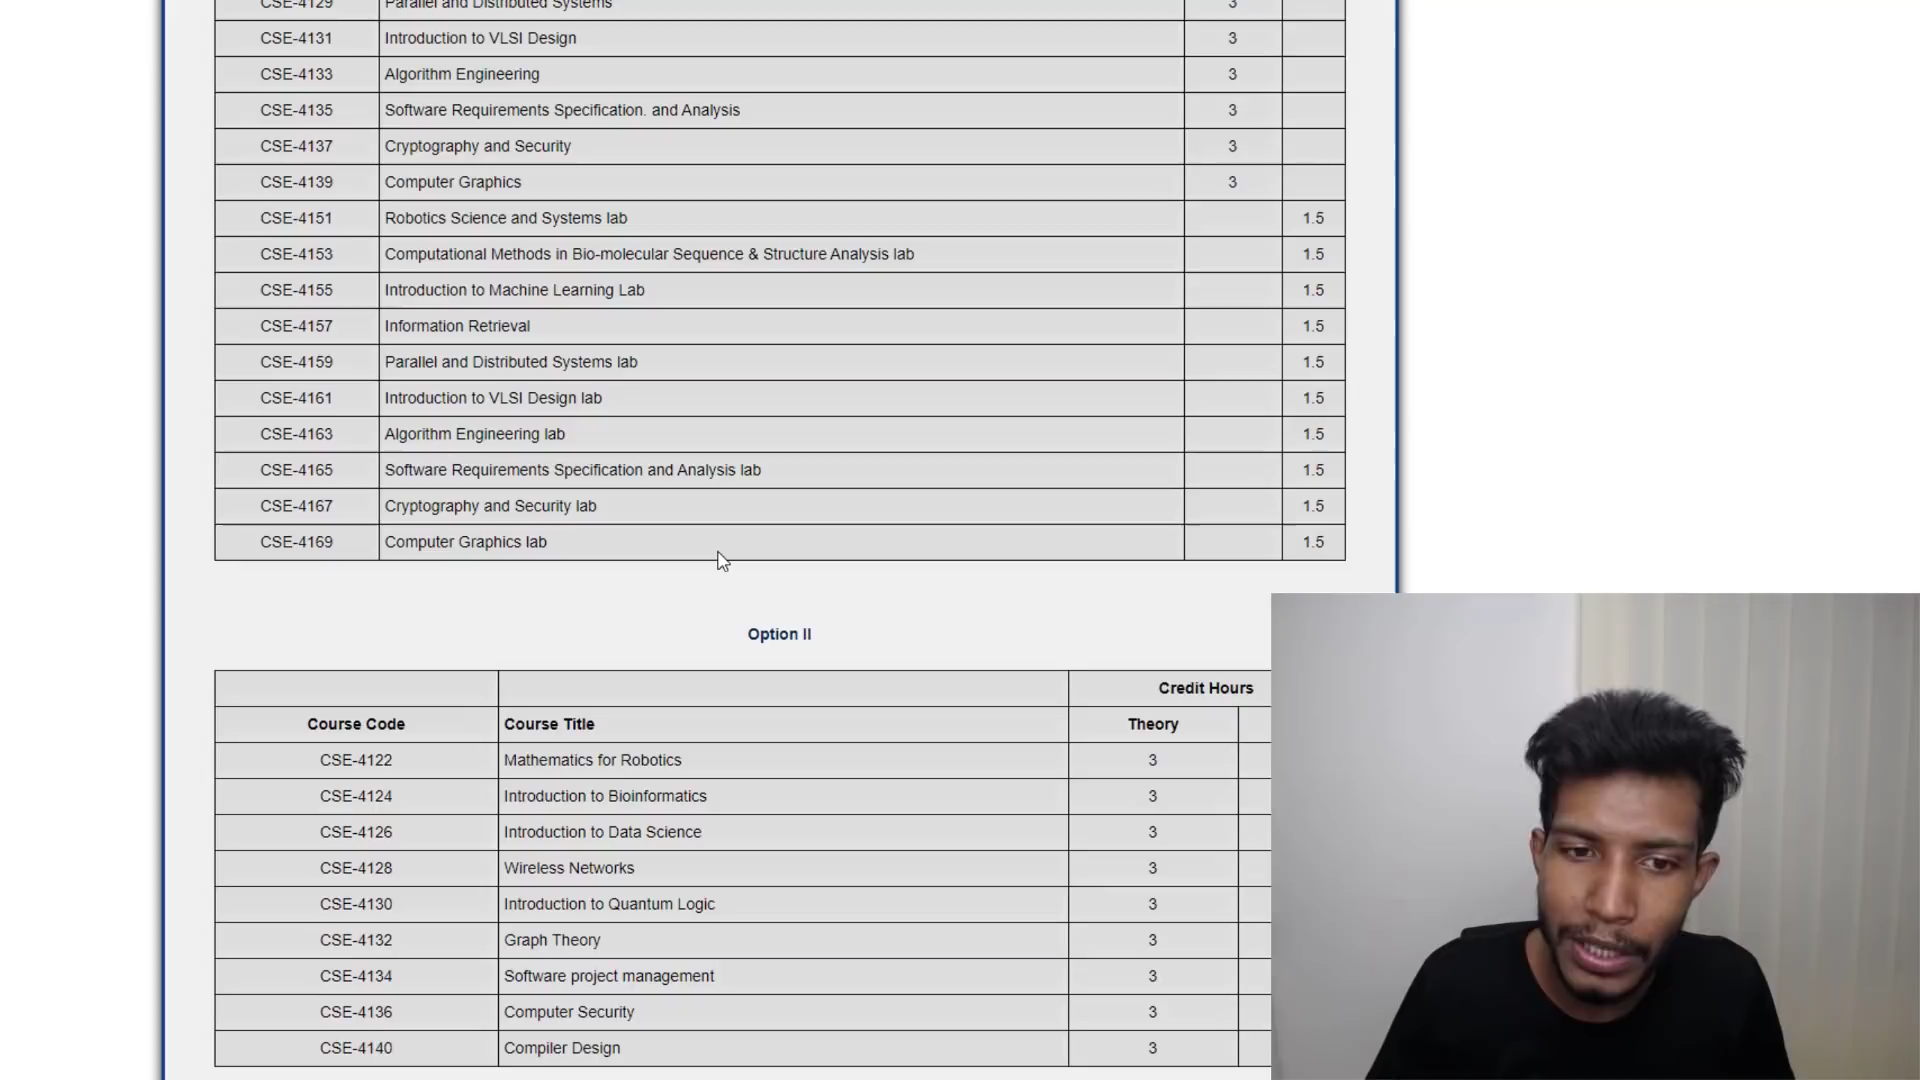 CSE-4129 Parallel and Distributed Systems 3
CSE-4131 Introduction to VLSI Design 3
CSE-4133 Algorithm Engineering 3
CSE-4135 Software Requirements Specification. and Analysis 3
CSE-4137 Cryptography and Security 3
CSE-4139 Computer Graphics 3
CSE-4151 Robotics Science and Systems lab 1.5
CSE-4153 Computational Methods in Bio-molecular Sequence & Structure Analysis lab 1.5
CSE-4155 Introduction to Machine Learning Lab 1.5
CSE-4157 Information Retrieval 1.5
CSE-4159 Parallel and Distributed Systems lab 1.5
CSE-4161 Introduction to VLSI Design lab 1.5
CSE-4163 Algorithm Engineering lab 1.5
CSE-4165 Software Requirements Specification and Analysis lab 1.5
CSE-4167 Cryptography and Security lab 1.5
CSE-4169 Computer Graphics lab 1.5
Option II
Credit Hours
Course Code Course Title Theory
CSE-4122 Mathematics for Robotics 3
CSE-4124 Introduction to Bioinformatics 3
CSE-4126 Introduction to Data Science 3
CSE-4128 Wireless Networks 3
CSE-4130 Introduction to Quantum Logic 3
CSE-4132 Graph Theory 3
CSE-4134 Software project management 3
CSE-4136 Computer Security 3
CSE-4140 Compiler Design 3